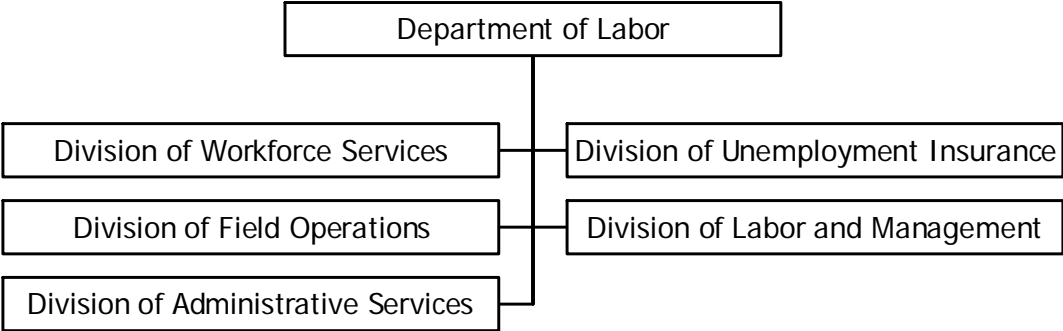 Department of Labor
Division of Workforce Services
Division of Unemployment Insurance
Division of Field Operations
Division of Labor and Management
Division of Administrative Services